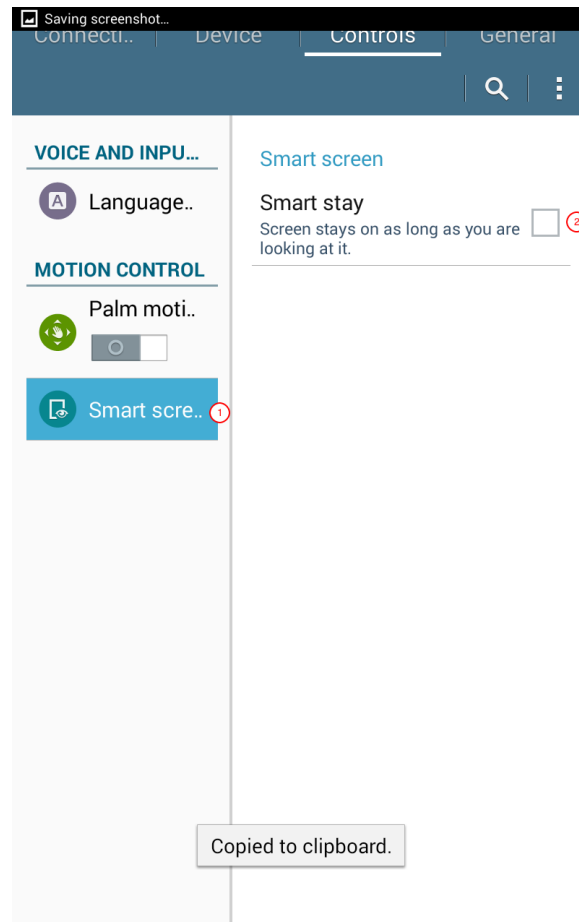 Saving screenshot...
Connecti.. Device Controls General
VOICE AND INPU...
A Language..
MOTION CONTROL
Palm moti..
Smart scre.. 1
Smart screen
Smart stay
Screen stays on as long as you are
looking at it.
2
Copied to clipboard.